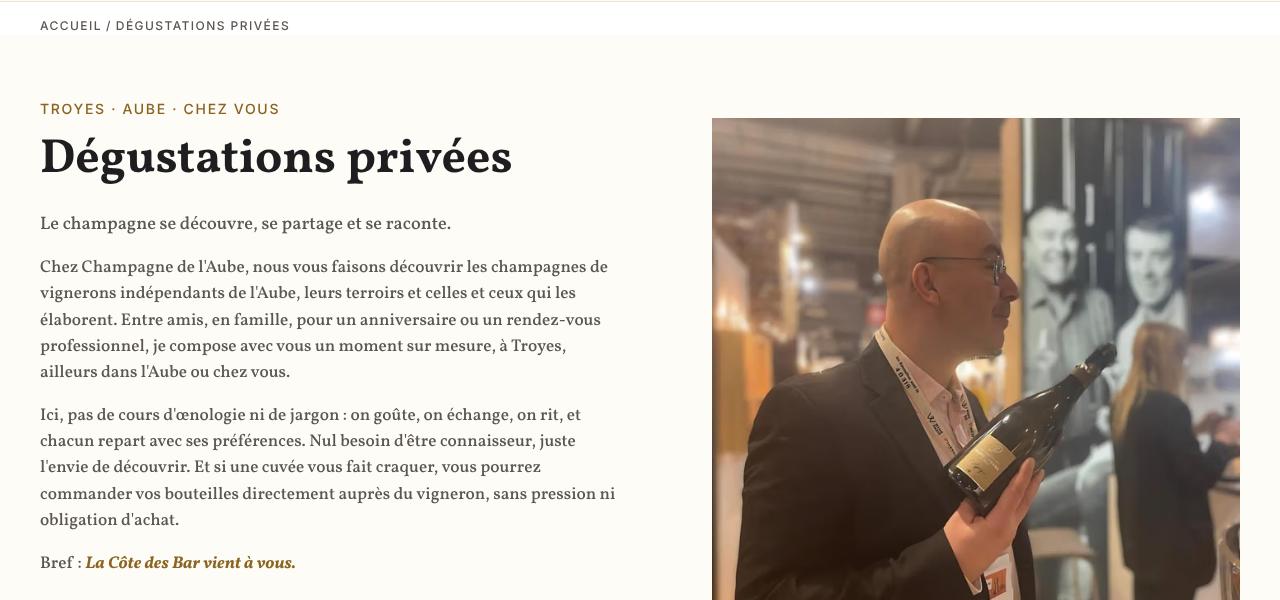 ACCUEIL / DÉGUSTATIONS PRIVÉES
TROYES · AUBE · CHEZ VOUS
Dégustations privées
Le champagne se découvre, se partage et se raconte.
Chez Champagne de l'Aube, nous vous faisons découvrir les champagnes de
vignerons indépendants de l'Aube, leurs terroirs et celles et ceux qui les
élaborent. Entre amis, en famille, pour un anniversaire ou un rendez-vous
professionnel, je compose avec vous un moment sur mesure, à Troyes,
ailleurs dans l'Aube ou chez vous.
Ici, pas de cours d'œnologie ni de jargon : on goûte, on échange, on rit, et
chacun repart avec ses préférences. Nul besoin d'être connaisseur, juste
l'envie de découvrir. Et si une cuvée vous fait craquer, vous pourrez
commander vos bouteilles directement auprès du vigneron, sans pression ni
obligation d'achat.
Bref : La Côte des Bar vient à vous.